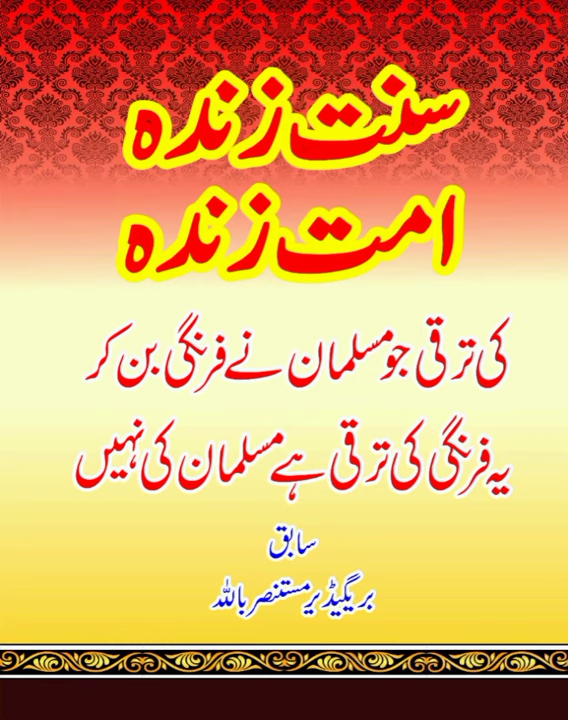 سنت زندہ
امت زندہ
کی ترقی جو مسلمان نے فرنگی بن کر
یہ فرنگی کی ترقی ہے مسلمان کی نہیں
سابق
بریگیڈیر مستنصر باللہ